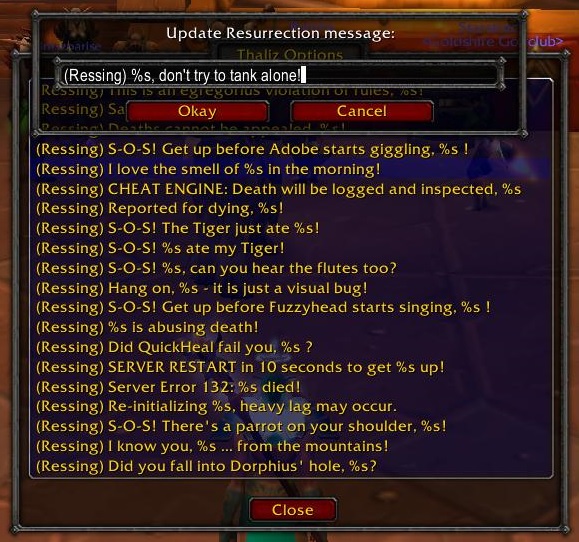 Update Resurrection message:
Goldshire Golfclub>
Thaliz Options
(Ressing) %s, don't try to tank alone!
(Ressing) This is an egregorius violation of rules, %s!
(Ressing) Sa
Okay
Cancel
(Ressing) Deaths cannot be appealed, %s!
(Ressing) S-O-S! Get up before Adobe starts giggling, %s !
(Ressing) I love the smell of %s in the morning!
(Ressing) CHEAT ENGINE: Death will be logged and inspected, %s
(Ressing) Reported for dying, %s!
(Ressing) S-O-S! The Tiger just ate %s!
(Ressing) S-O-S! %s ate my Tiger!
(Ressing) S-O-S! %s, can you hear the flutes too?
(Ressing) Hang on, %s - it is just a visual bug!
(Ressing) S-O-S! Get up before Fuzzyhead starts singing, %s !
(Ressing) %s is abusing death!
(Ressing) Did QuickHeal fail you, %s ?
(Ressing) SERVER RESTART in 10 seconds to get %s up!
(Ressing) Server Error 132: %s died!
(Ressing) Re-initializing %s, heavy lag may occur.
(Ressing) S-O-S! There's a parrot on your shoulder, %s!
(Ressing) I know you, %s ... from the mountains!
(Ressing) Did you fall into Dorphius' hole, %s?
Close